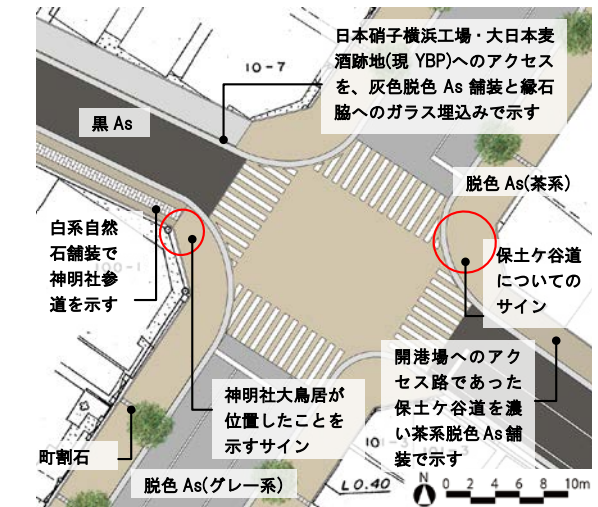 日本硝子横浜工場・大日本麦
酒跡地(現 YBP)へのアクセス
を、灰色脱色 As 舗装と縁石
脇へのガラス埋込みで示す
10-7
黒 As
脱色 As(茶系)
白系自然
石舗装で
神明社参
道を示す
100-1
保土ケ谷道
についての
サイン
開港場へのアク
セス路であった
保土ケ谷道を濃
い茶系脱色 As 舗
装で示す
神明社大鳥居が
位置したことを
示すサイン
町割石
脱色 As(グレー系)
L0.40
N
0 2 4 6 8 10m